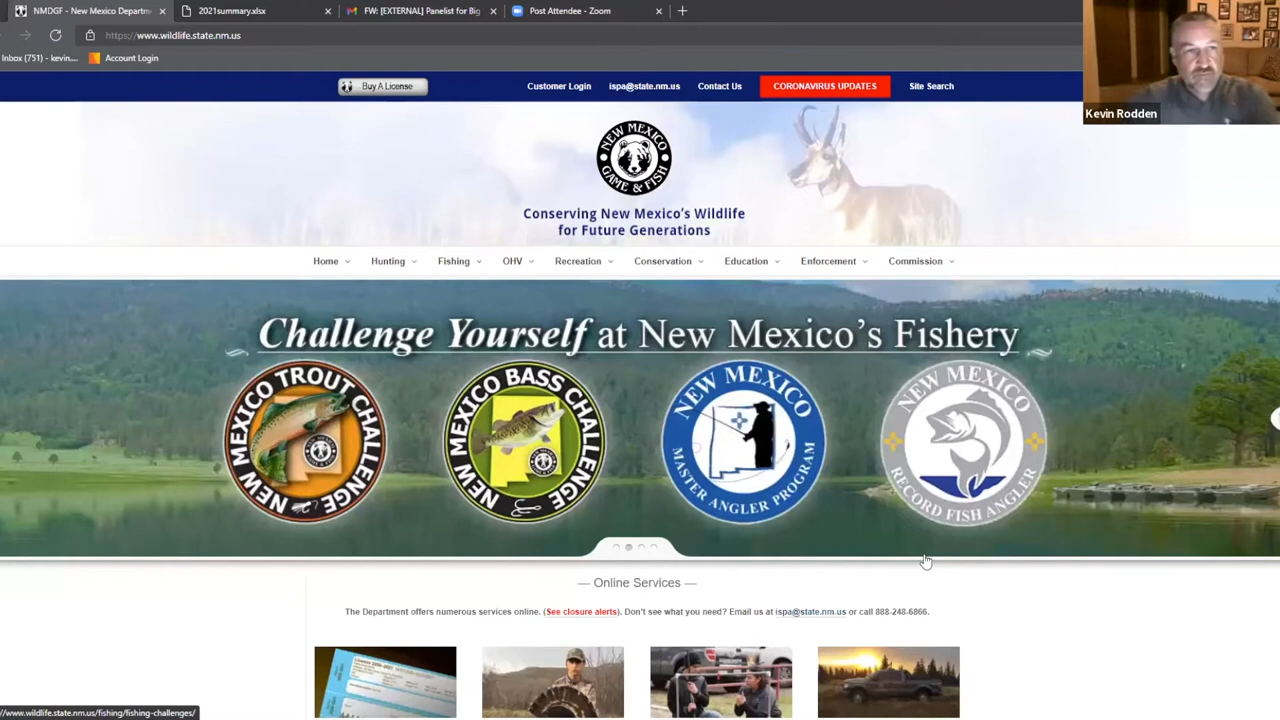 NMDGF - New Mexico Departm
2021summary.xlsx
FW: [EXTERNAL] Panelist for Big
Post Attendee - Zoom
https://www.wildlife.state.nm.us
Inbox (751) - kevin....
Account Login
Kevin Rodden
Buy A License
Customer Login
ispa@state.nm.us
Contact Us
CORONAVIRUS UPDATES
Site Search
NEW MEXICO
GAME & FISH
Conserving New Mexico's Wildlife
for Future Generations
Home
Hunting
Fishing
OHV
Recreation
Conservation
Education
Enforcement
Commission
Challenge Yourself at New Mexico's Fishery
NEW MEXICO TROUT CHALLENGE
NEW MEXICO BASS CHALLENGE
NEW MEXICO
MASTER ANGLER PROGRAM
NEW MEXICO
RECORD FISH ANGLER
— Online Services —
The Department offers numerous services online. (See closure alerts). Don't see what you need? Email us at ispa@state.nm.us or call 888-248-6866.
//www.wildlife.state.nm.us/fishing/fishing-challenges/